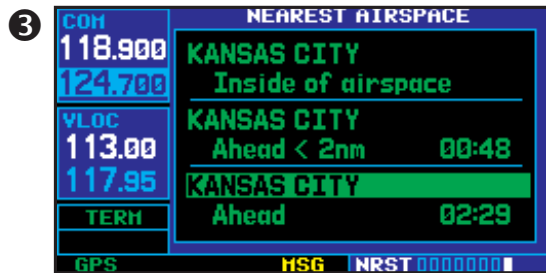 3
COM
118.900
124.700
VLOC
113.00
117.95
TERM
GPS
NEAREST AIRSPACE
KANSAS CITY
Inside of airspace
KANSAS CITY
Ahead < 2nm 00:48
KANSAS CITY
Ahead 02:29
MSG NRST